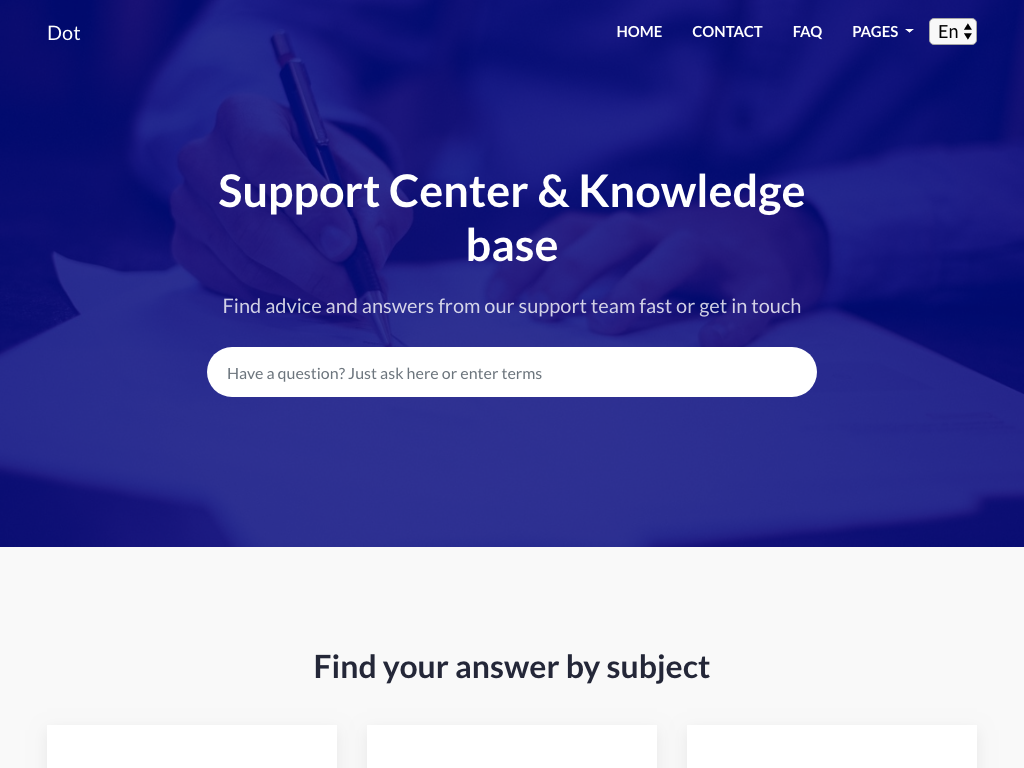 Dot
HOME
CONTACT
FAQ
PAGES
En
Support Center & Knowledge
base
Find advice and answers from our support team fast or get in touch
Have a question? Just ask here or enter terms
Find your answer by subject